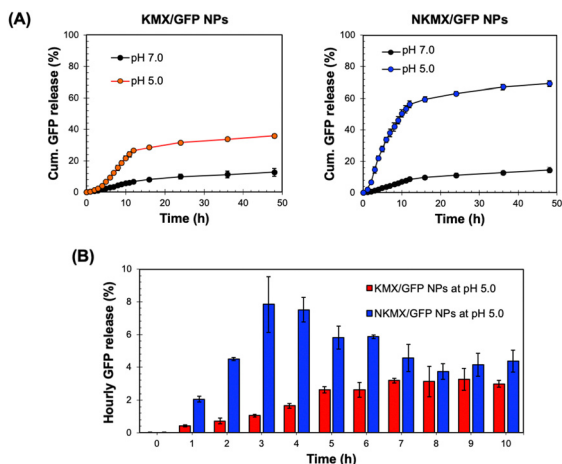 (A)
KMX/GFP NPs
NKMX/GFP NPs
Cum. GFP release (%)
100
80
60
40
20
0
pH 7.0
pH 5.0
0 10 20 30 40 50
Time (h)
Cum. GFP release (%)
100
80
60
40
20
0
pH 7.0
pH 5.0
0 10 20 30 40 50
Time (h)
(B)
Hourly GFP release (%)
10
8
6
4
2
0
KMX/GFP NPs at pH 5.0
NKMX/GFP NPs at pH 5.0
0 1 2 3 4 5 6 7 8 9 10
Time (h)